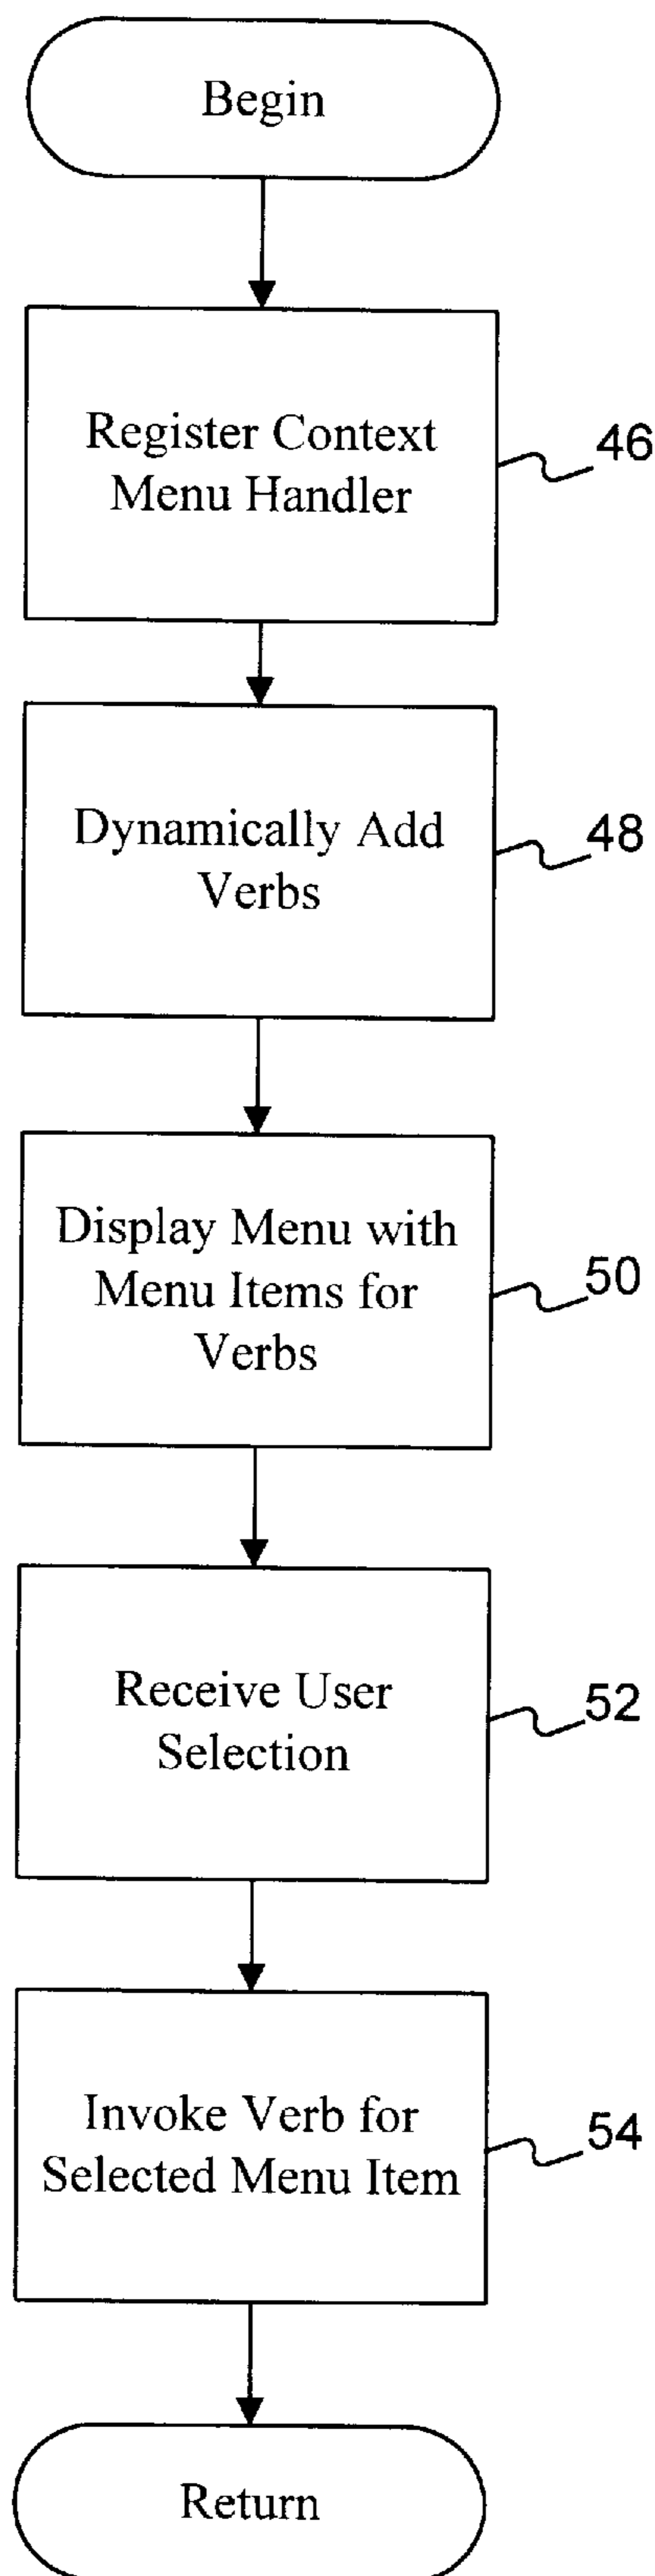 Begin
Register Context
Menu Handler
46
Dynamically Add
Verbs
48
Display Menu with
Menu Items for
Verbs
50
Receive User
Selection
52
Invoke Verb for
Selected Menu Item
54
Return